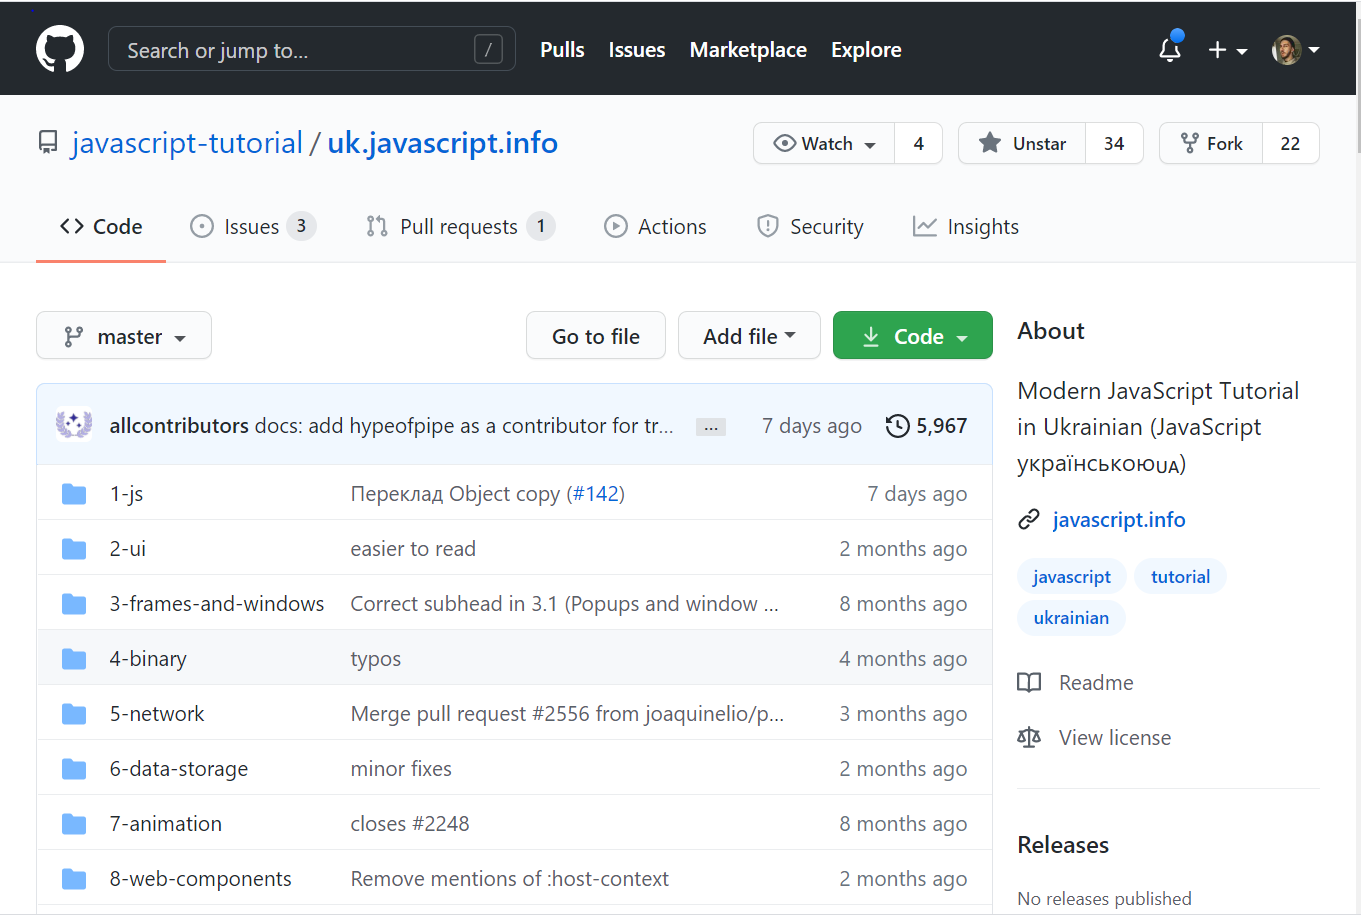 Search or jump to... / Pulls Issues Marketplace Explore
javascript-tutorial / uk.javascript.info Watch 4 Unstar 34 Fork 22
Code Issues 3 Pull requests 1 Actions Security Insights
master Go to file Add file Code
allcontributors docs: add hypeofpipe as a contributor for tr... ... 7 days ago 5,967
1-js Переклад Object copy (#142) 7 days ago
2-ui easier to read 2 months ago
3-frames-and-windows Correct subhead in 3.1 (Popups and window ... 8 months ago
4-binary typos 4 months ago
5-network Merge pull request #2556 from joaquinelio/p... 3 months ago
6-data-storage minor fixes 2 months ago
7-animation closes #2248 8 months ago
8-web-components Remove mentions of :host-context 2 months ago
About
Modern JavaScript Tutorial
in Ukrainian (JavaScript
українською🇺🇦)
javascript.info
javascript tutorial
ukrainian
Readme
View license
Releases
No releases published